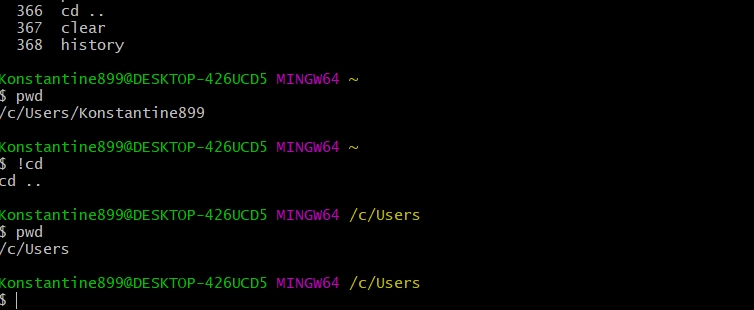 366  cd ..
367  clear
368  history
Konstantine899@DESKTOP-426UCD5 MINGW64 ~
$ pwd
/c/Users/Konstantine899
Konstantine899@DESKTOP-426UCD5 MINGW64 ~
$ !cd
cd ..
Konstantine899@DESKTOP-426UCD5 MINGW64 /c/Users
$ pwd
/c/Users
Konstantine899@DESKTOP-426UCD5 MINGW64 /c/Users
$